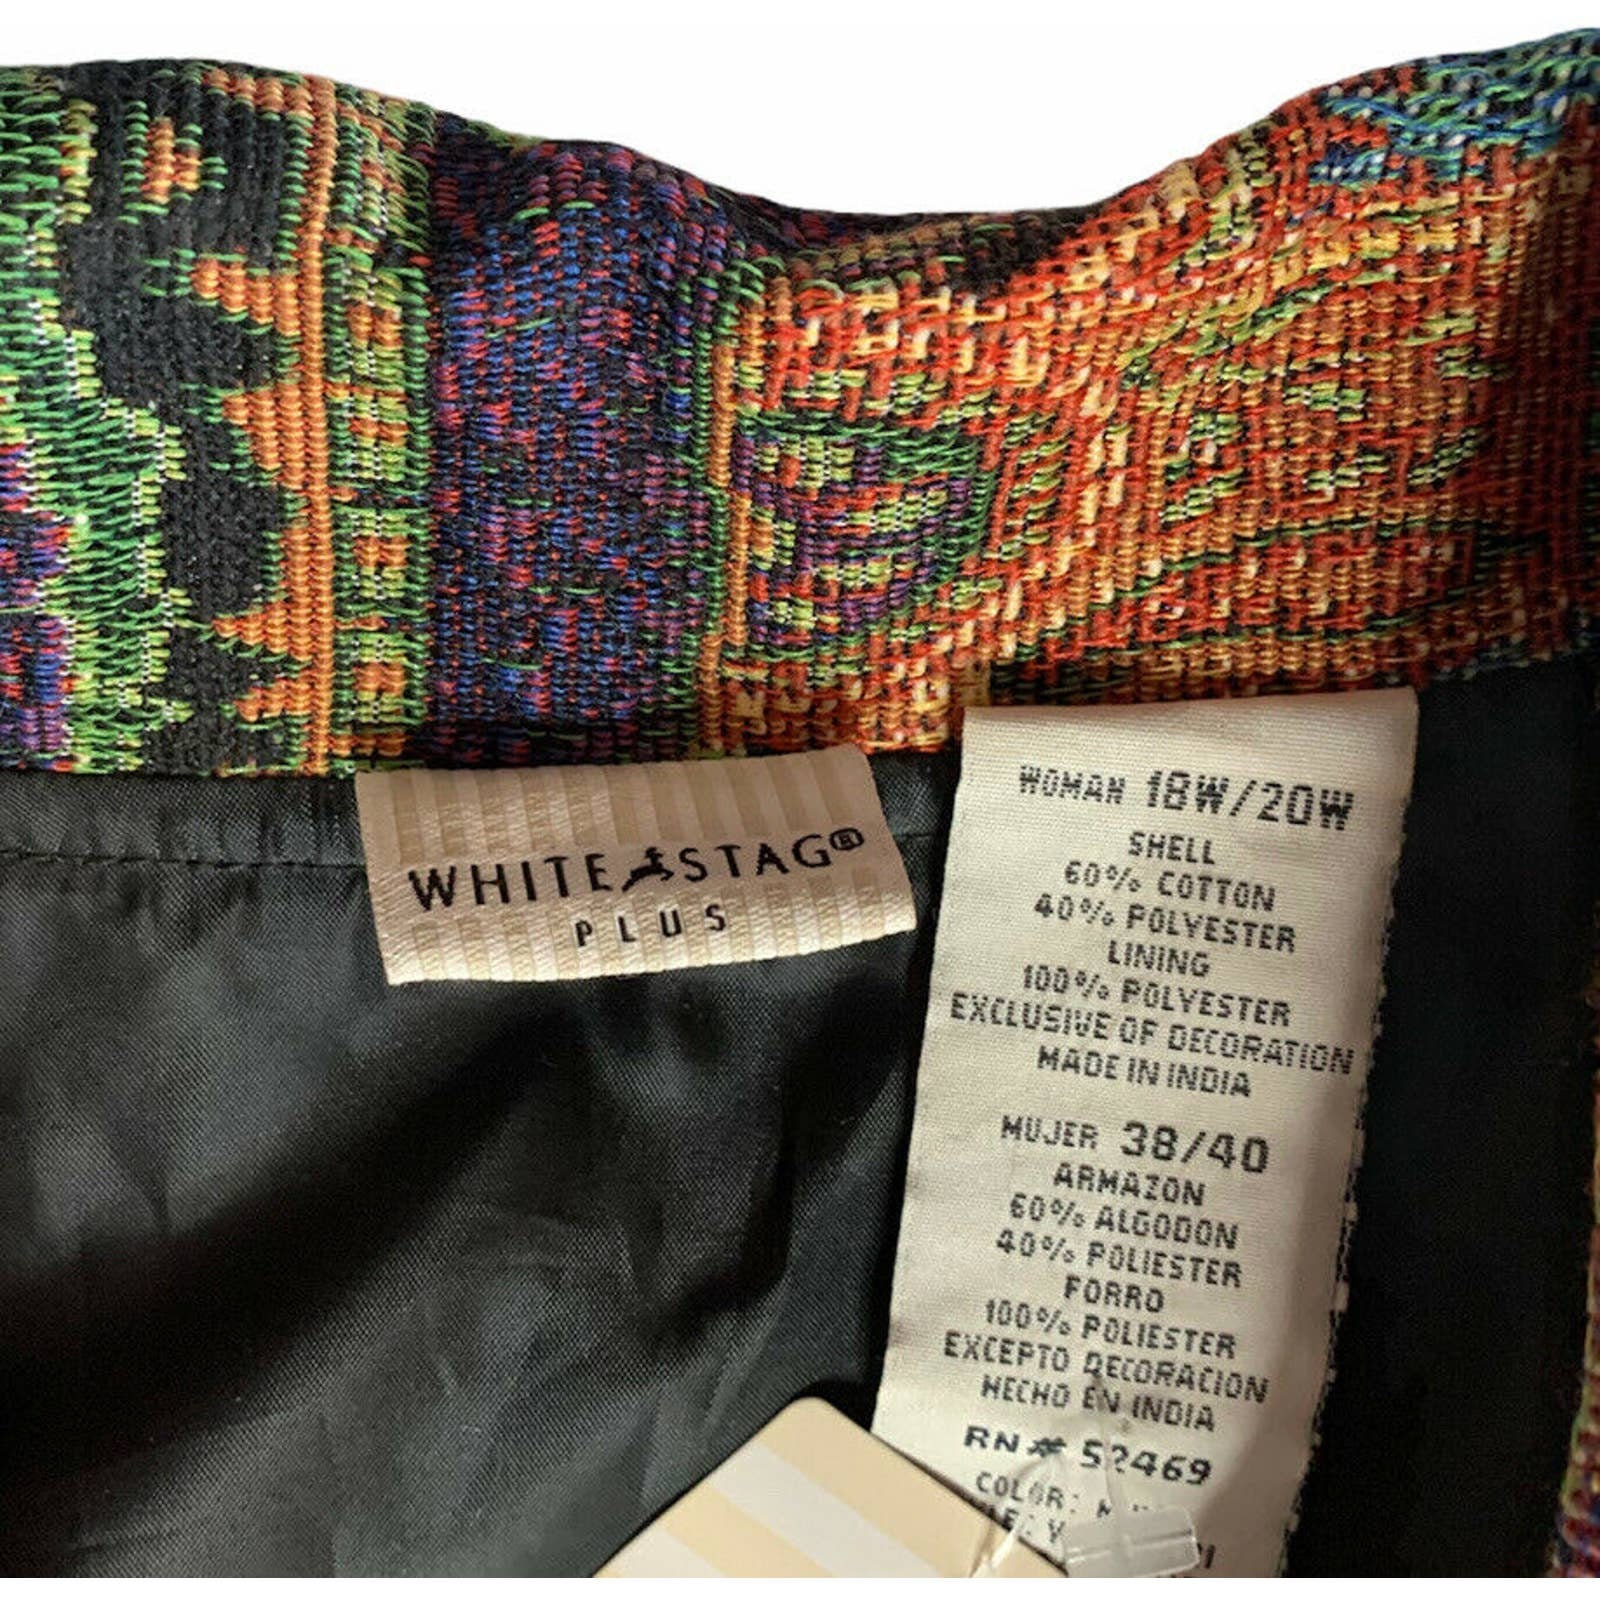 WHITE STAG®
PLUS
WOMAN 18W/20W
SHELL
60% COTTON
40% POLYESTER
LINING
100% POLYESTER
EXCLUSIVE OF DECORATION
MADE IN INDIA
MUJER 38/40
ARMAZON
60% ALGODON
40% POLIESTER
FORRO
100% POLIESTER
EXCEPTO DECORACION
HECHO EN INDIA
RN# 52469
COLOR: